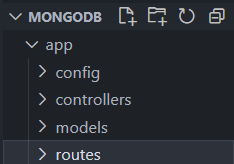 MONGODB
app
config
controllers
models
routes